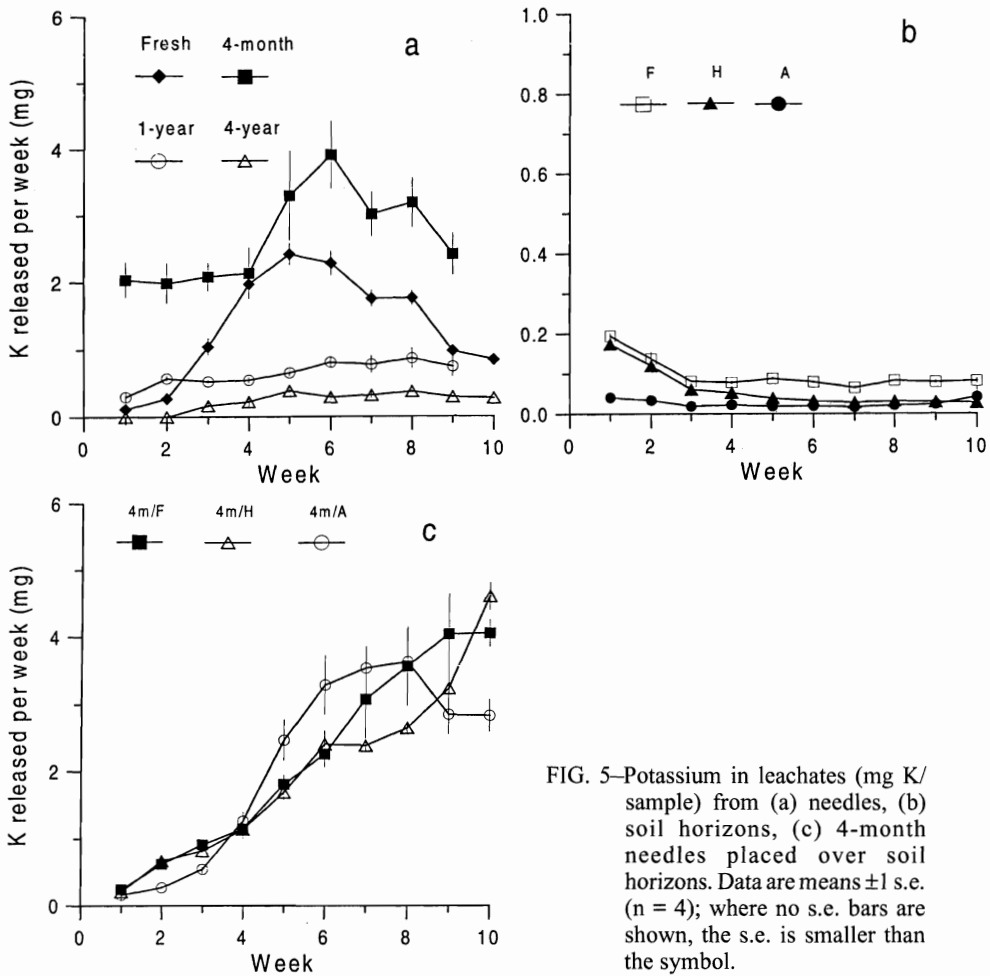 a
Fresh 4-month
1-year 4-year
K released per week (mg)
6
4
2
0
0 2 4 6 8 10
Week
b
F H A
1.0
0.8
0.6
0.4
0.2
0.0
0 2 4 6 8 10
Week
c
4m/F 4m/H 4m/A
K released per week (mg)
6
4
2
0
0 2 4 6 8 10
Week
FIG. 5–Potassium in leachates (mg K/
sample) from (a) needles, (b)
soil horizons, (c) 4-month
needles placed over soil
horizons. Data are means ±1 s.e.
(n = 4); where no s.e. bars are
shown, the s.e. is smaller than
the symbol.